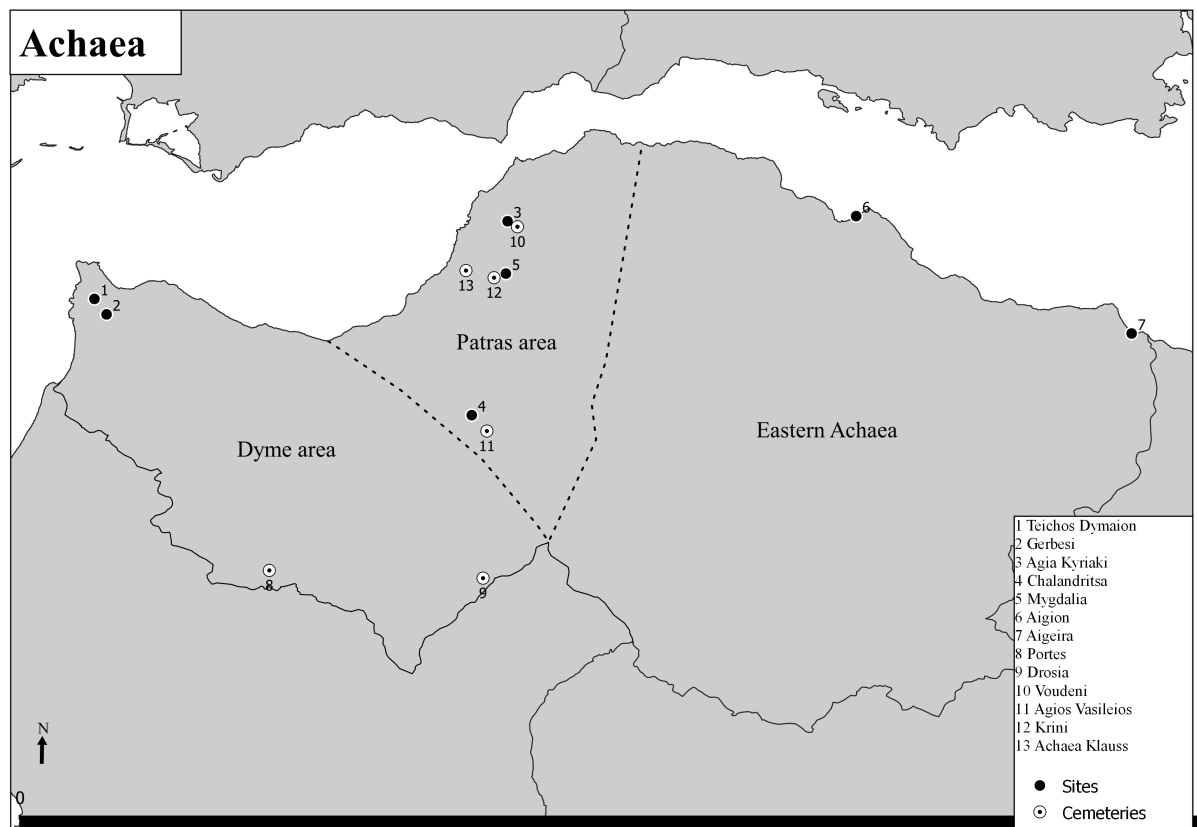 Achaea
6
3
10
5
13
12
1
2
7
Patras area
4
11
Eastern Achaea
Dyme area
8
9
1 Teichos Dymaion
2 Gerbesi
3 Agia Kyriaki
4 Chalandritsa
5 Mygdalia
6 Aigion
7 Aigeira
8 Portes
9 Drosia
10 Voudeni
11 Agios Vasileios
12 Krini
13 Achaea Klauss
N
Sites
0
Cemeteries